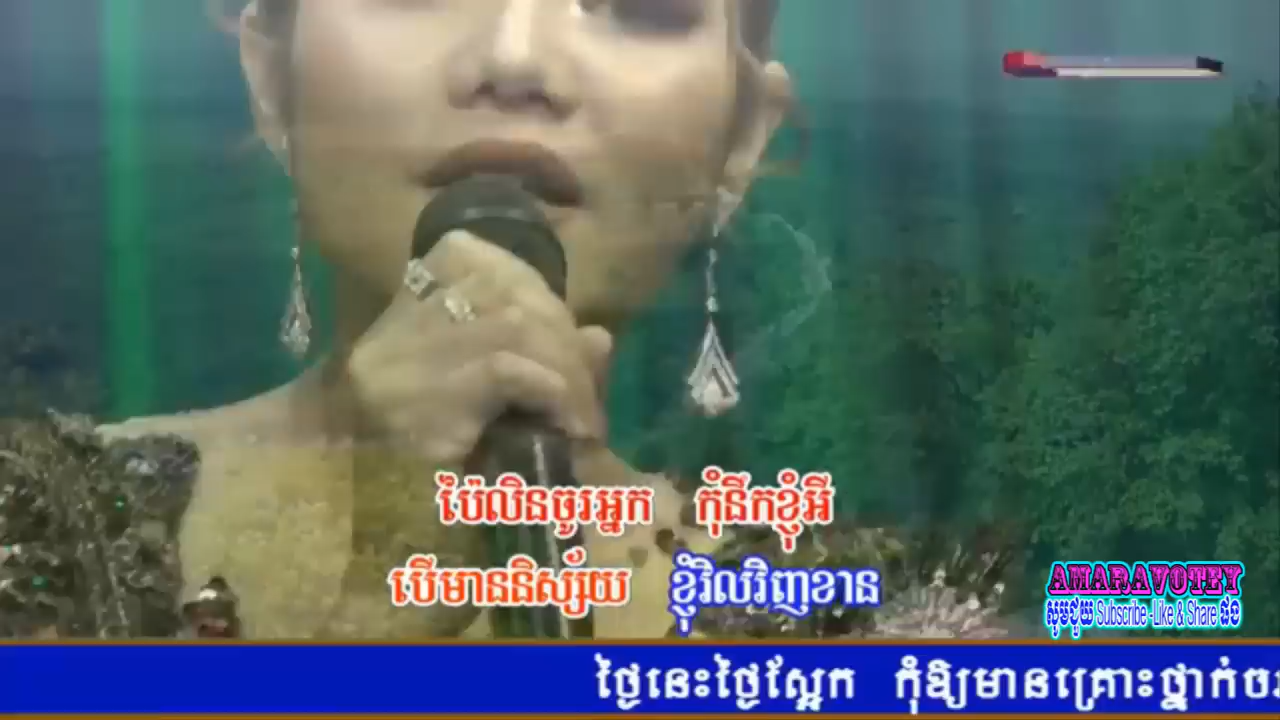 ប៉ៃលិនចូរអ្នក កុំនឹកខ្ញុំអី
បើមាននិស្ស័យ ខ្ញុំវិលវិញខាន
AMARAVOTEY
សូមជួយ Subscribe -Like & Share ផង
ថ្ងៃនេះថ្ងៃស្អែក កុំឱ្យមានគ្រោះថ្នាក់ច